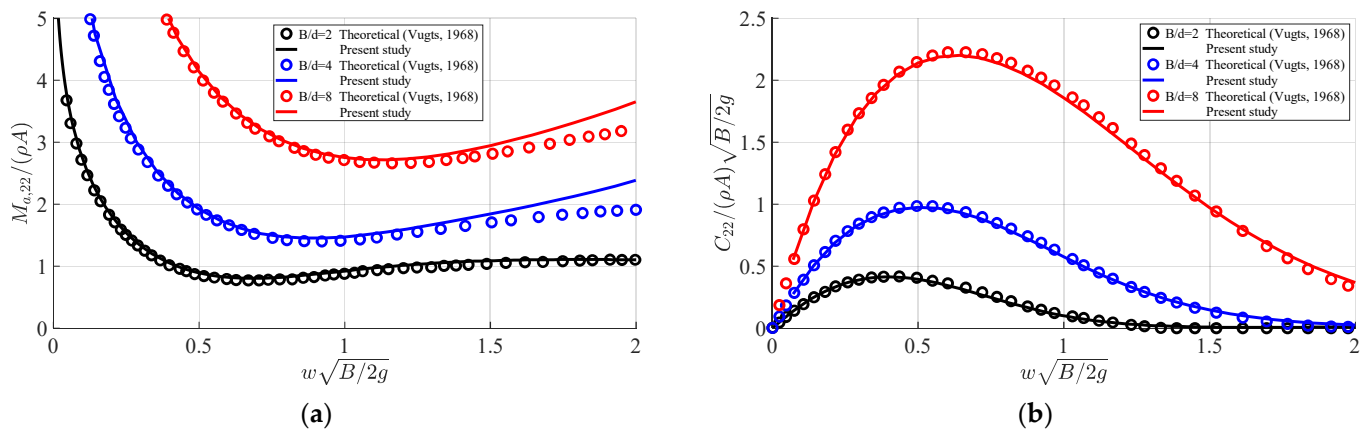 5
4
3
2
1
0
M_{a,22}/(ρA)
B/d=2 Theoretical (Vugts, 1968)
Present study
B/d=4 Theoretical (Vugts, 1968)
Present study
B/d=8 Theoretical (Vugts, 1968)
Present study
0 0.5 1 1.5 2
w√B/2g
(a)
2.5
2
1.5
1
0.5
0
C_{22}/(ρA)√B/2g
B/d=2 Theoretical (Vugts, 1968)
Present study
B/d=4 Theoretical (Vugts, 1968)
Present study
B/d=8 Theoretical (Vugts, 1968)
Present study
0 0.5 1 1.5 2
w√B/2g
(b)